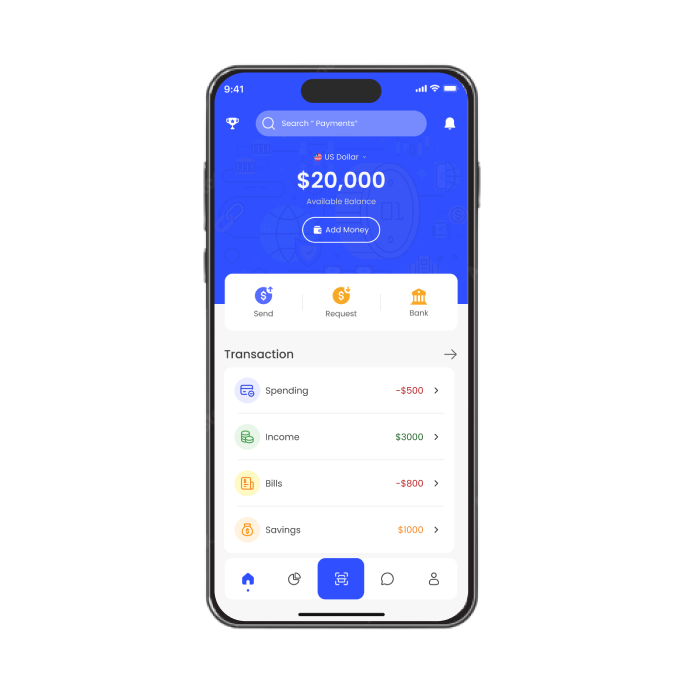 9:41
Search “ Payments”
US Dollar
$20,000
Available Balance
Add Money
Send
Request
Bank
Transaction
Spending -$500
Income $3000
Bills -$800
Savings $1000